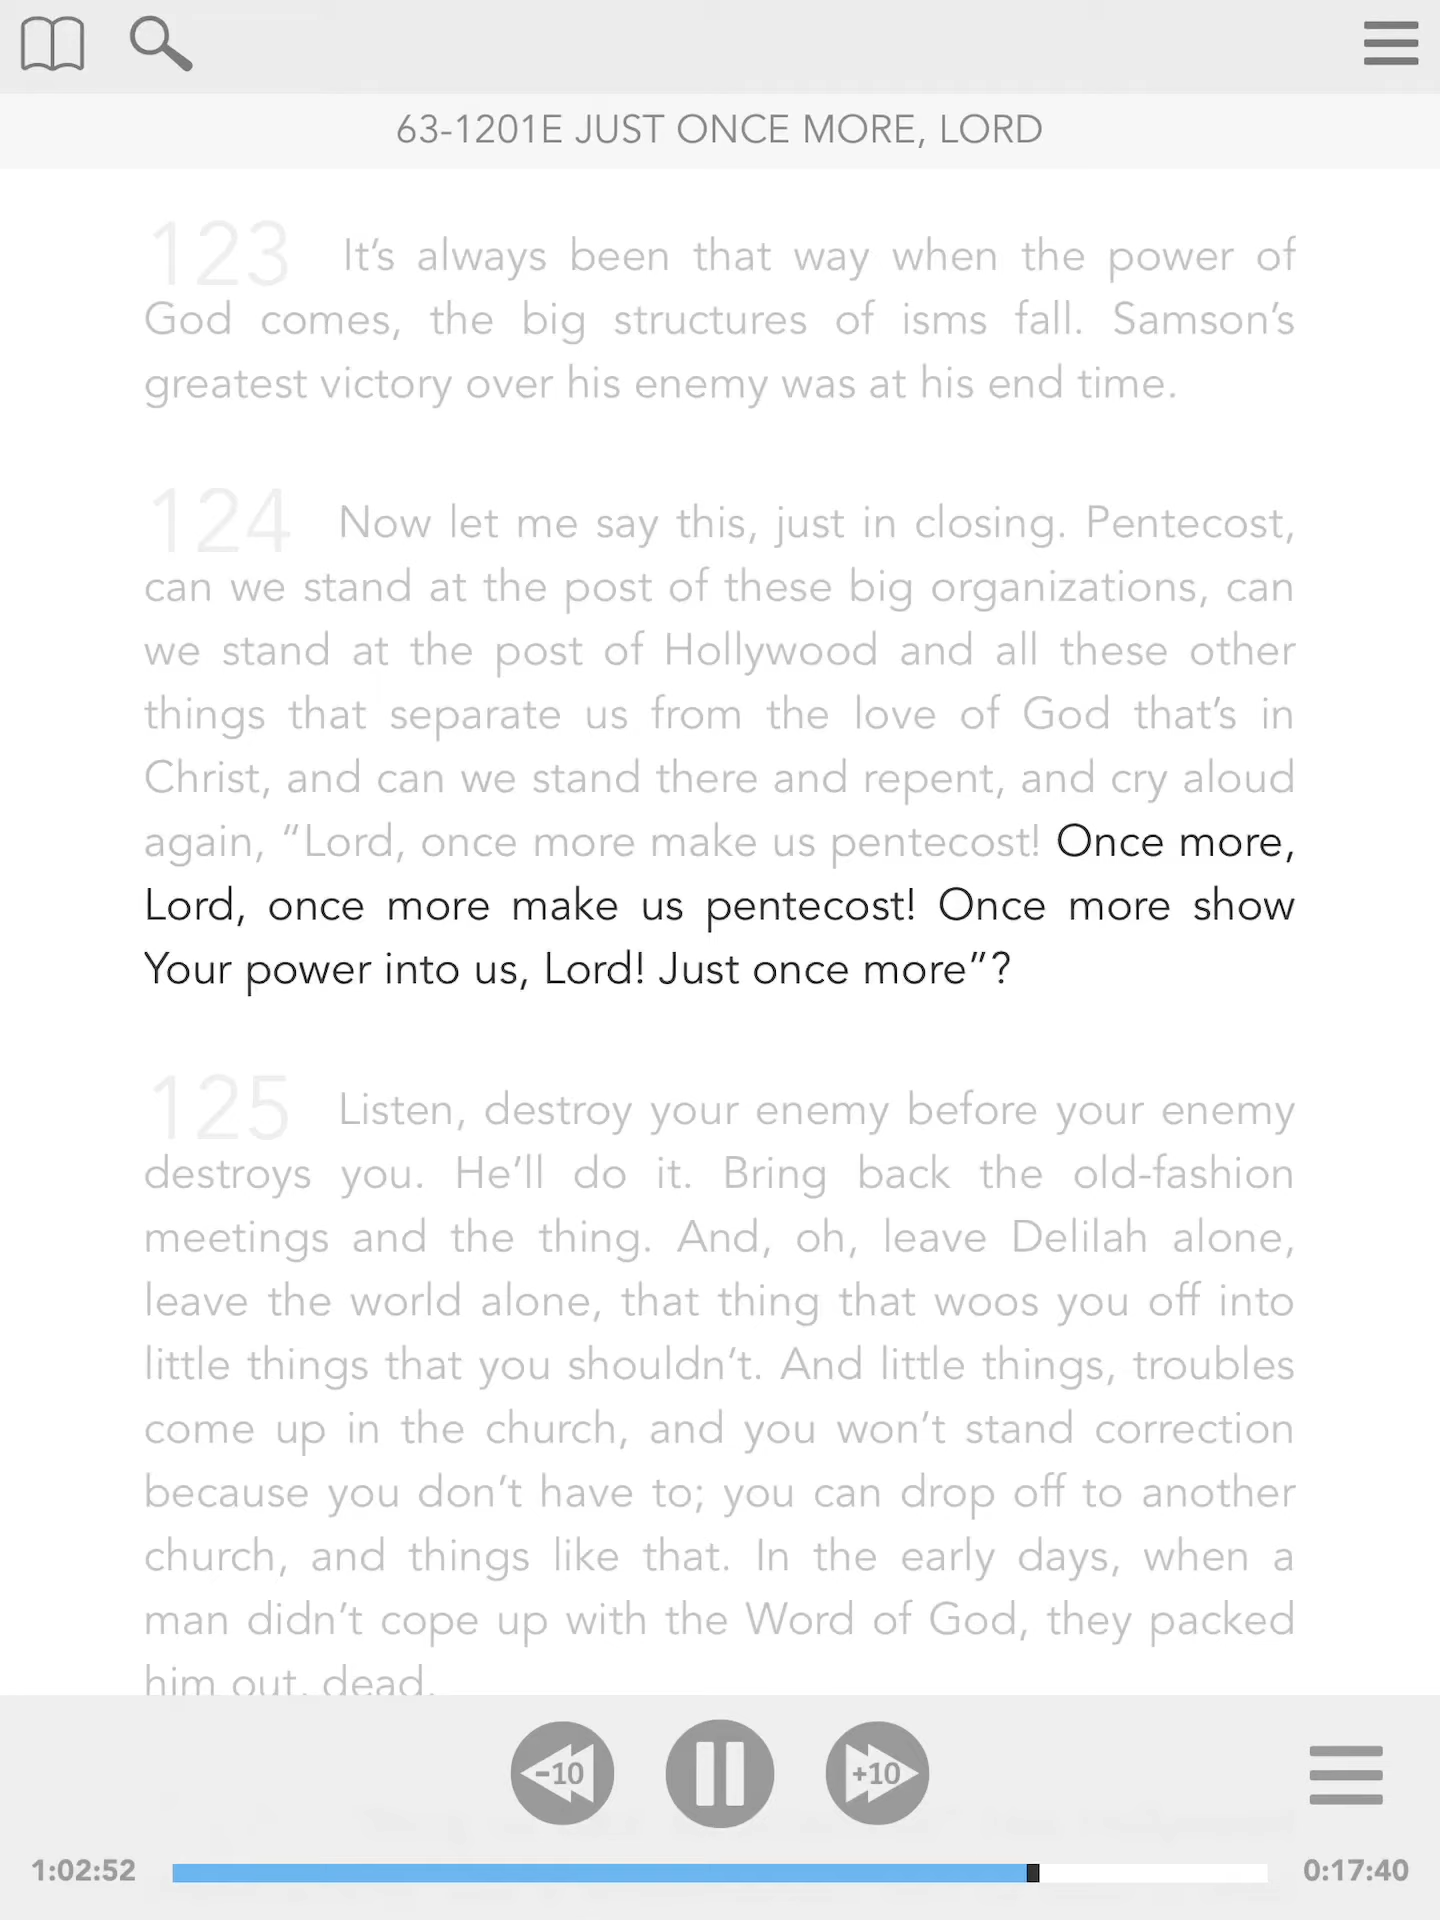 63-1201E JUST ONCE MORE, LORD
123 It’s always been that way when the power of
God comes, the big structures of isms fall. Samson’s
greatest victory over his enemy was at his end time.
124 Now let me say this, just in closing. Pentecost,
can we stand at the post of these big organizations, can
we stand at the post of Hollywood and all these other
things that separate us from the love of God that’s in
Christ, and can we stand there and repent, and cry aloud
again, “Lord, once more make us pentecost! Once more,
Lord, once more make us pentecost! Once more show
Your power into us, Lord! Just once more”?
125 Listen, destroy your enemy before your enemy
destroys you. He’ll do it. Bring back the old-fashion
meetings and the thing. And, oh, leave Delilah alone,
leave the world alone, that thing that woos you off into
little things that you shouldn’t. And little things, troubles
come up in the church, and you won’t stand correction
because you don’t have to; you can drop off to another
church, and things like that. In the early days, when a
man didn’t cope up with the Word of God, they packed
him out, dead.
-10 +10
1:02:52 0:17:40